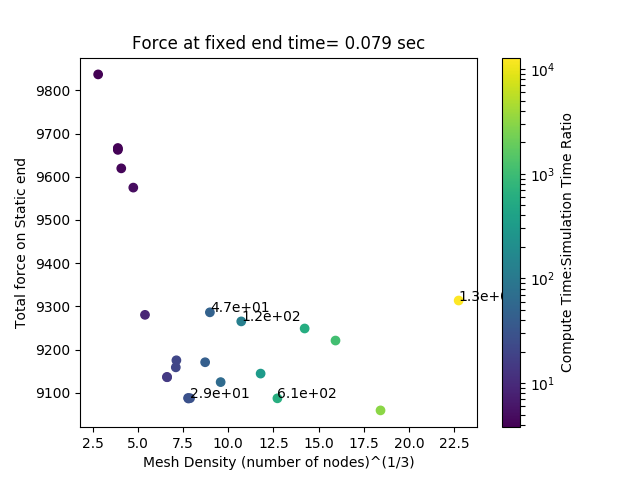 Force at fixed end time= 0.079 sec
Total force on Static end
9800
9700
9600
9500
9400
9300
9200
9100
4.7e+01
1.2e+02
1.3e+
2.9e+01
6.1e+02
2.5
5.0
7.5
10.0
12.5
15.0
17.5
20.0
22.5
Mesh Density (number of nodes)^(1/3)
10^4
10^3
10^2
10^1
Compute Time:Simulation Time Ratio